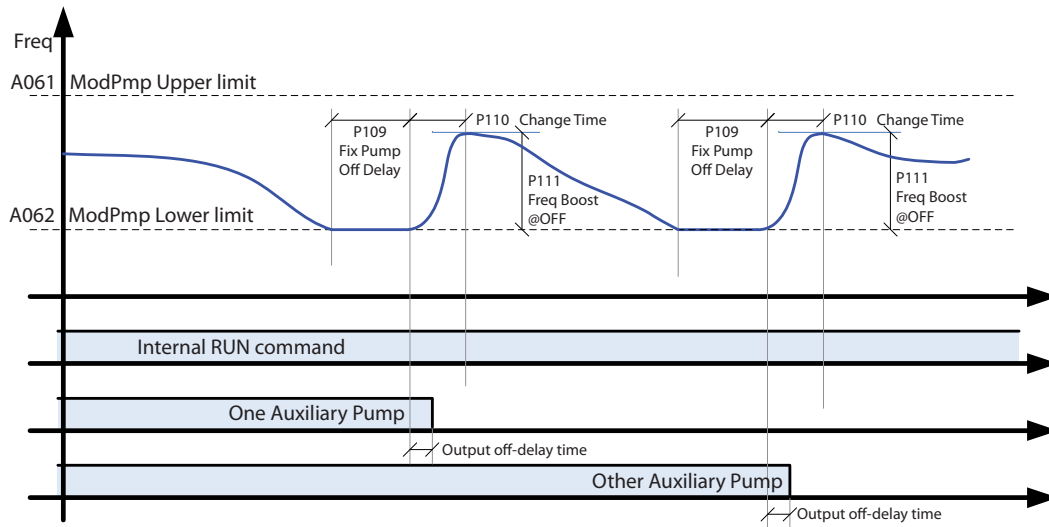 Freq
A061 ModPmp Upper limit
P109
Fix Pump
Off Delay
P110 Change Time
P111
Freq Boost
@OFF
P109
Fix Pump
Off Delay
P110 Change Time
P111
Freq Boost
@OFF
A062 ModPmp Lower limit
Internal RUN command
One Auxiliary Pump
Output off-delay time
Other Auxiliary Pump
Output off-delay time